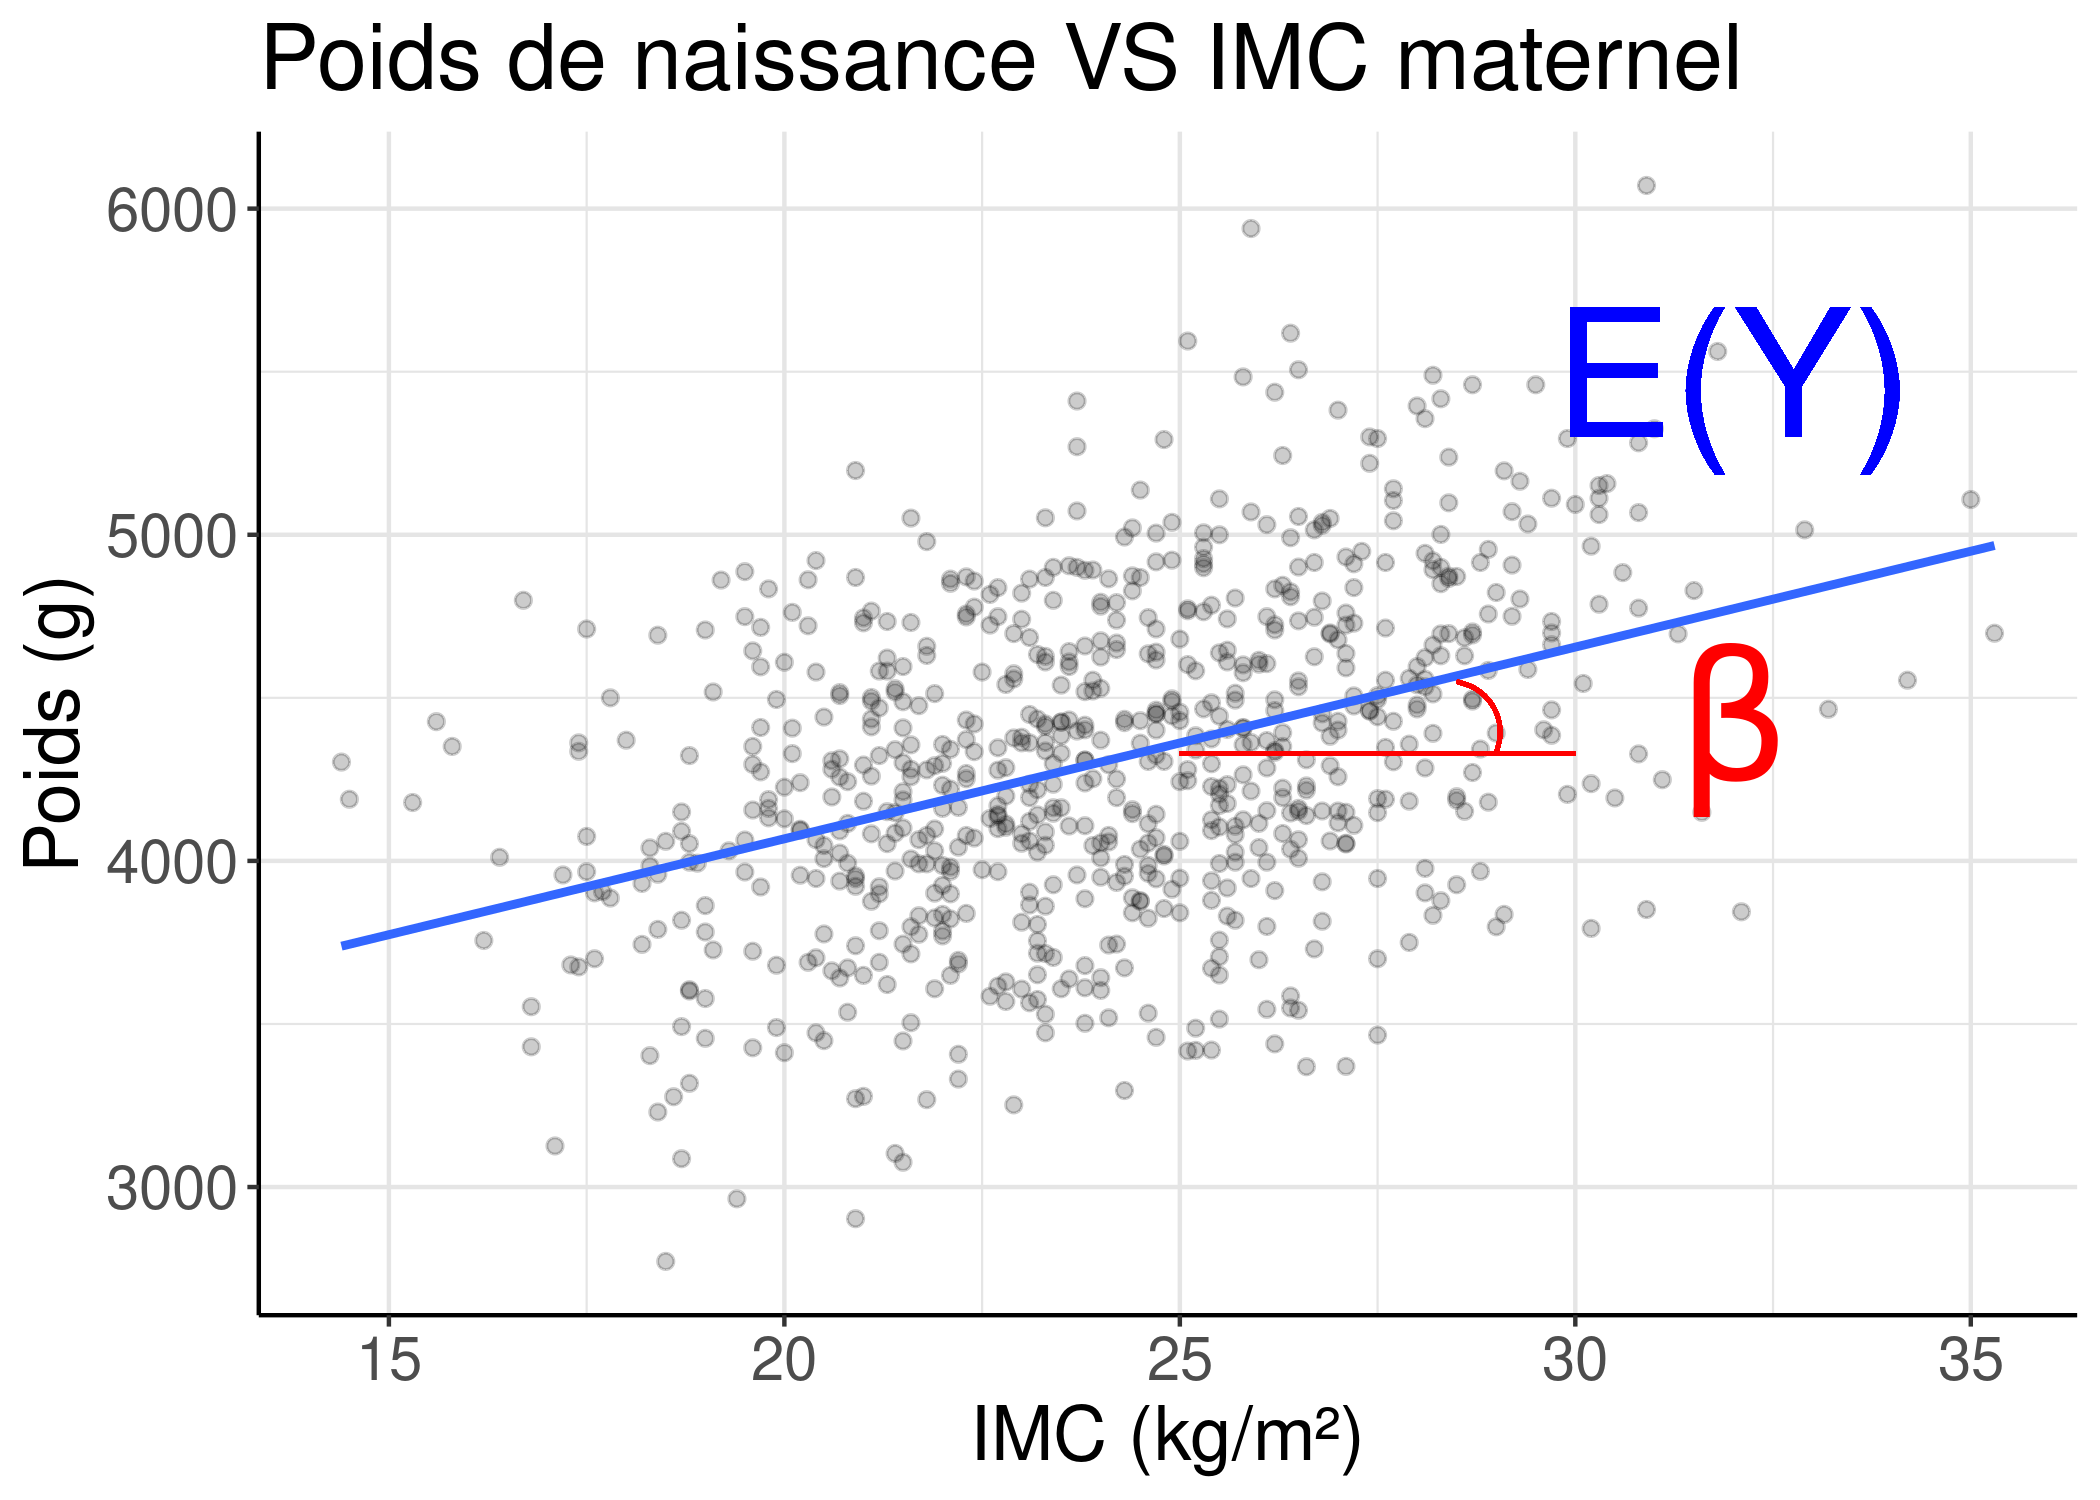 Poids de naissance VS IMC maternel
Poids (g)
6000
5000
4000
3000
E(Y)
β
15 20 25 30 35
IMC (kg/m²)